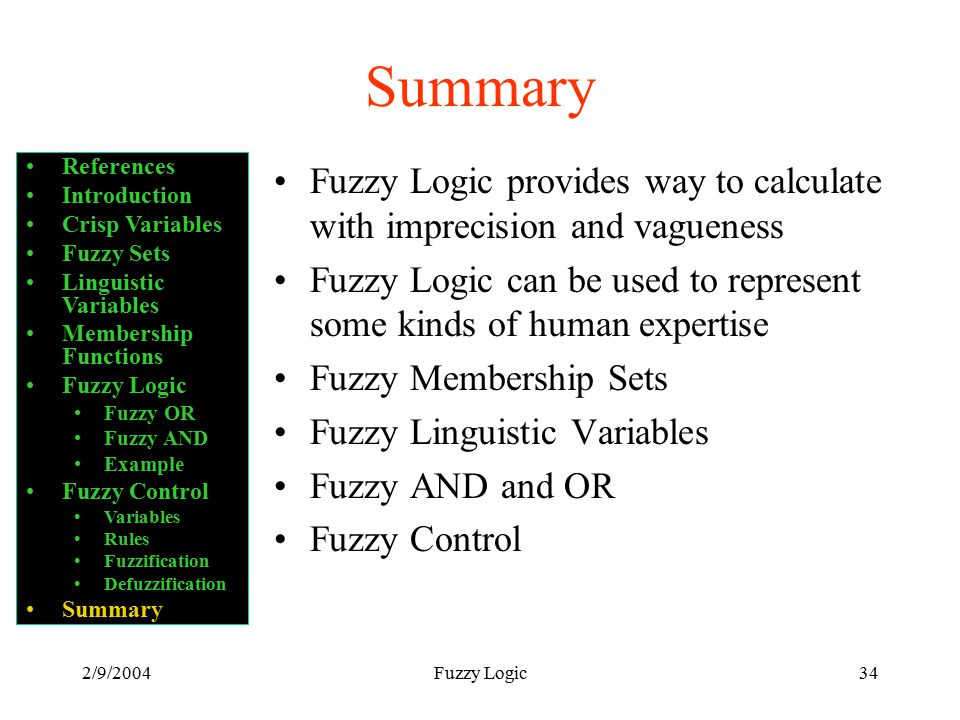 Summary
• References
• Introduction
• Crisp Variables
• Fuzzy Sets
• Linguistic
Variables
• Membership
Functions
• Fuzzy Logic
• Fuzzy OR
• Fuzzy AND
• Example
• Fuzzy Control
• Variables
• Rules
• Fuzzification
• Defuzzification
• Summary
• Fuzzy Logic provides way to calculate
with imprecision and vagueness
• Fuzzy Logic can be used to represent
some kinds of human expertise
• Fuzzy Membership Sets
• Fuzzy Linguistic Variables
• Fuzzy AND and OR
• Fuzzy Control
2/9/2004
Fuzzy Logic
34